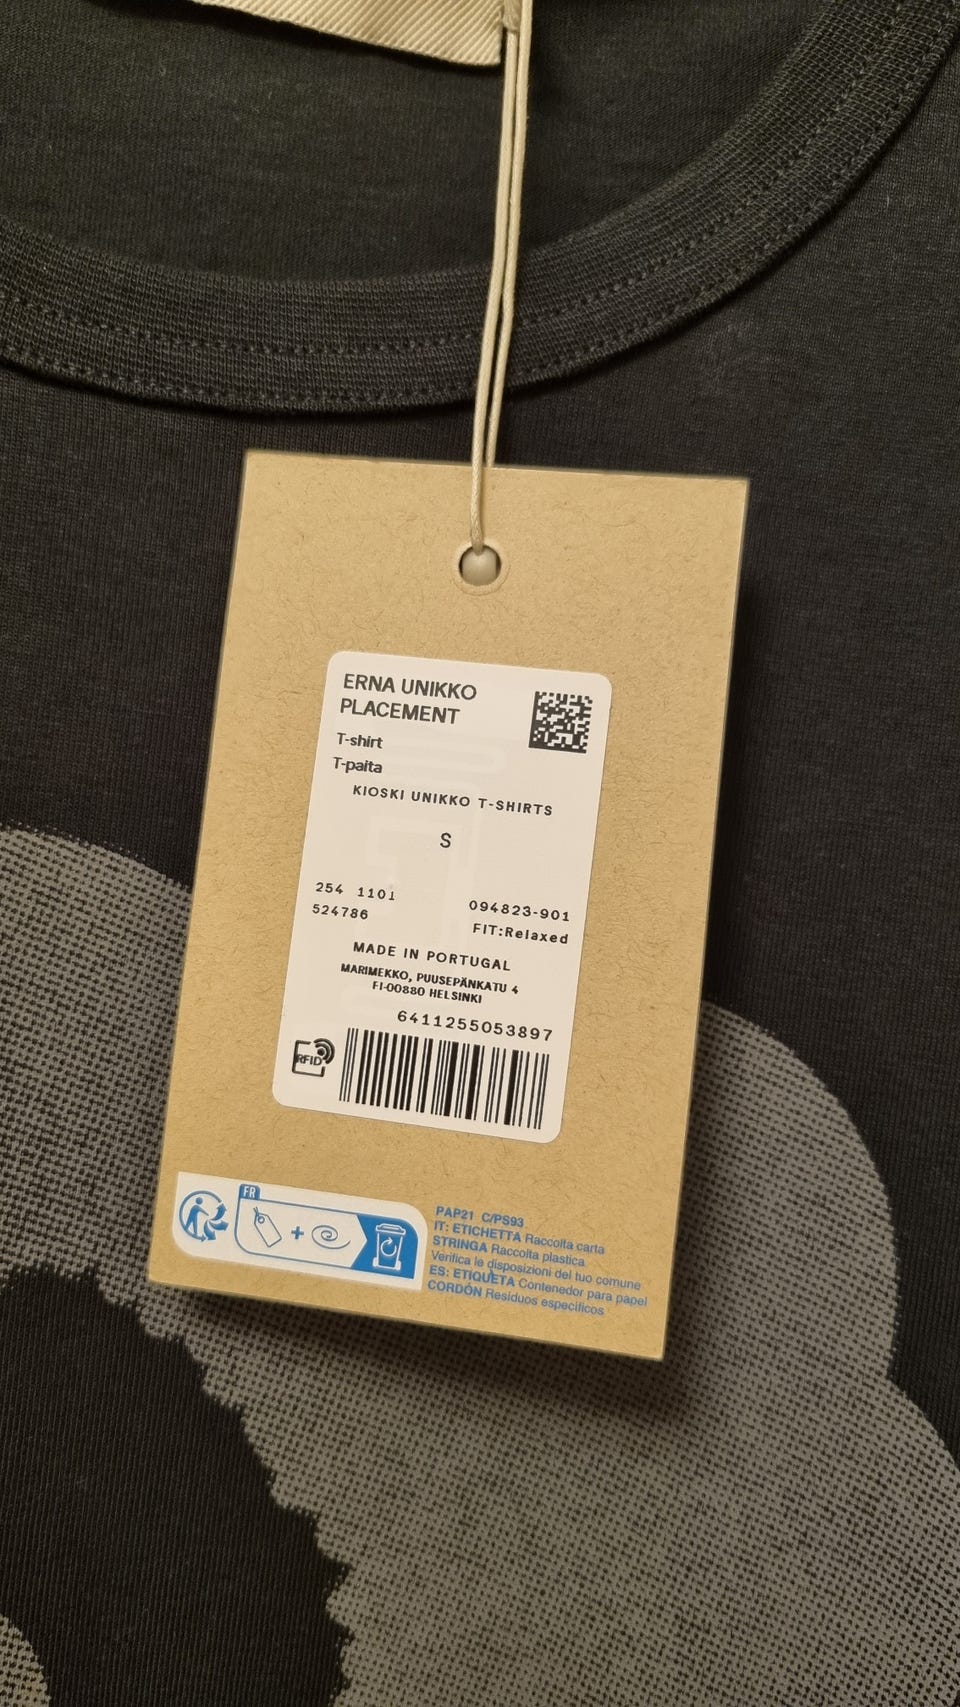 ERNA UNIKKO
PLACEMENT
T-shirt
T-paita
KIOSKI UNIKKO T-SHIRTS
S
254 1101 094823-901
524786 FIT:Relaxed
MADE IN PORTUGAL
MARIMEKKO, PUUSEPÄNKATU 4
FI-00880 HELSINKI
6411255053897
RFID
FR
PAP21 C/PS93
IT: ETICHETTA Raccolta carta
STRINGA Raccolta plastica
Verifica le disposizioni del tuo comune
ES: ETIQUETA Contenedor para papel
CORDÓN Residuos específicos